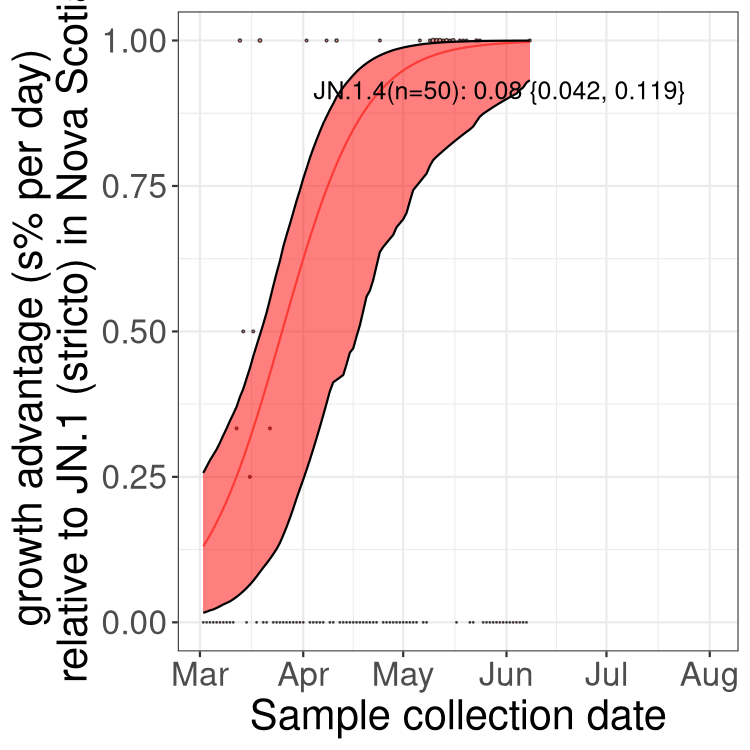 growth advantage (s% per day)
relative to JN.1 (stricto) in Nova Scotia
1.00
0.75
0.50
0.25
0.00
JN.1.4(n=50): 0.08 {0.042, 0.119}
Mar Apr May Jun Jul Aug
Sample collection date